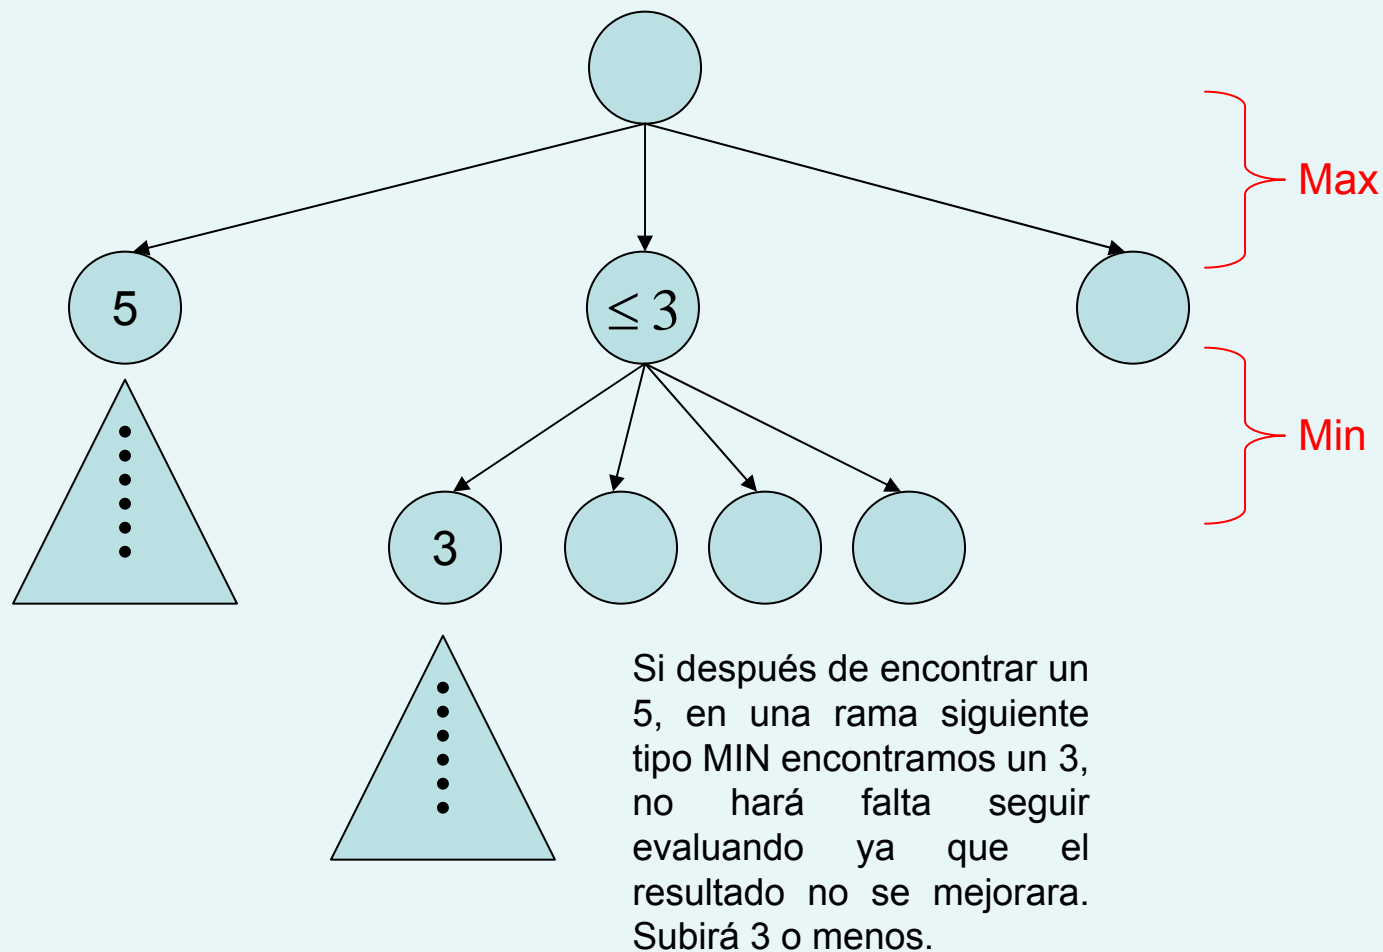 Max
5
≤ 3
Min
3
Si después de encontrar un
5, en una rama siguiente
tipo MIN encontramos un 3,
no hará falta seguir
evaluando ya que el
resultado no se mejorara.
Subirá 3 o menos.